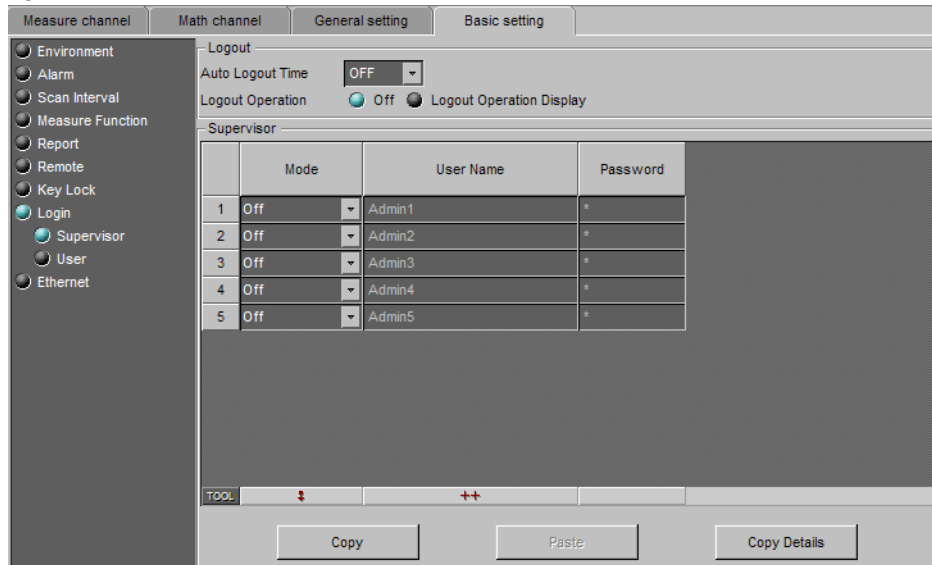 Measure channel Math channel General setting Basic setting
Environment
Alarm
Scan Interval
Measure Function
Report
Remote
Key Lock
Login
Supervisor
User
Ethernet
Logout
Auto Logout Time OFF
Logout Operation Off Logout Operation Display
Supervisor
Mode User Name Password
1 Off Admin1 *
2 Off Admin2 *
3 Off Admin3 *
4 Off Admin4 *
5 Off Admin5 *
TOOL ++
Copy Paste Copy Details